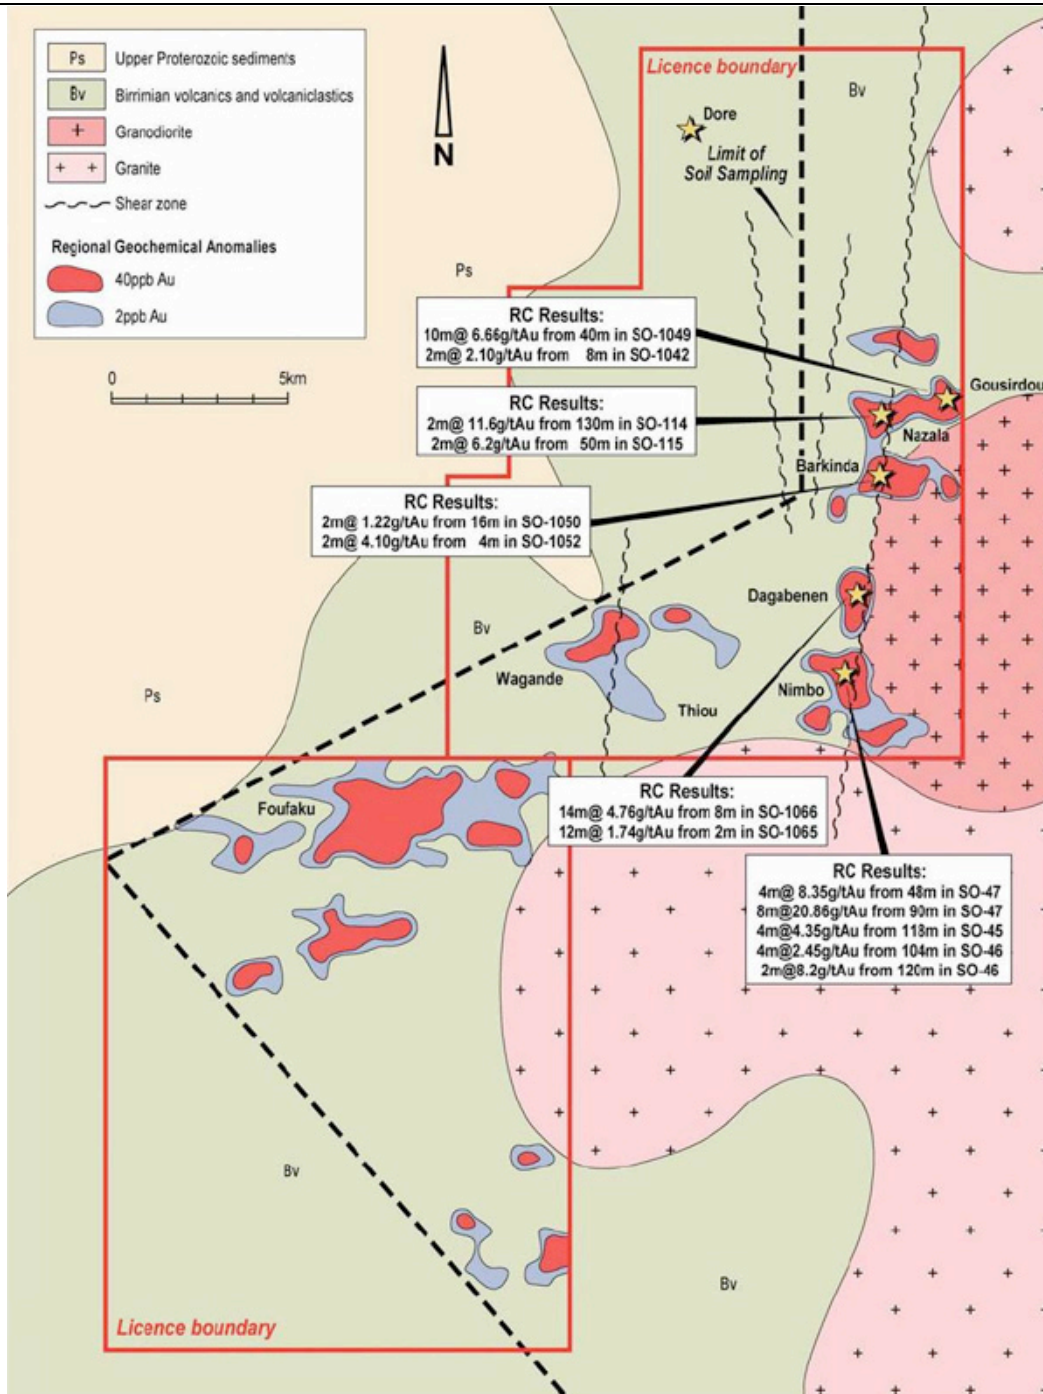 Ps Upper Proterozoic sediments
Bv Birrimian volcanics and volcaniclastics
+ Granodiorite
+ + Granite
Shear zone
Regional Geochemical Anomalies
40ppb Au
2ppb Au
N
0 5km
Licence boundary
Bv
Dore
Limit of
Soil Sampling
Ps
RC Results:
10m@ 6.66g/tAu from 40m in SO-1049
2m@ 2.10g/tAu from 8m in SO-1042
Gousirdou
RC Results:
2m@ 11.6g/tAu from 130m in SO-114
2m@ 6.2g/tAu from 50m in SO-115
Nazala
Barkinda
RC Results:
2m@ 1.22g/tAu from 16m in SO-1050
2m@ 4.10g/tAu from 4m in SO-1052
Dagabenen
Bv
Wagande
Nimbo
Ps
Thiou
RC Results:
14m@ 4.76g/tAu from 8m in SO-1066
12m@ 1.74g/tAu from 2m in SO-1065
Foufaku
RC Results:
4m@ 8.35g/tAu from 48m in SO-47
8m@20.86g/tAu from 90m in SO-47
4m@4.35g/tAu from 118m in SO-45
4m@2.45g/tAu from 104m in SO-46
2m@8.2g/tAu from 120m in SO-46
Bv
Bv
Licence boundary